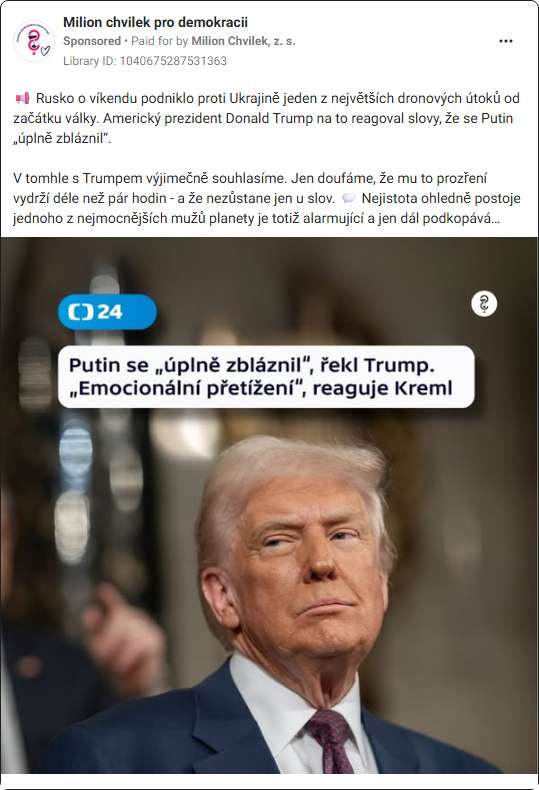 Milion chvilek pro demokracii
Sponsored • Paid for by Milion Chvilek, z. s.
Library ID: 1040675287531363
Rusko o víkendu podniklo proti Ukrajině jeden z největších dronových útoků od
začátku války. Americký prezident Donald Trump na to reagoval slovy, že se Putin
„úplně zbláznil“.
V tomhle s Trumpem výjimečně souhlasíme. Jen doufáme, že mu to prozření
vydrží déle než pár hodin - a že nezůstane jen u slov. 💬 Nejistota ohledně postoje
jednoho z nejmocnějších mužů planety je totiž alarmující a jen dál podkopává...
24
Putin se „úplně zbláznil“, řekl Trump.
„Emocionální přetížení“, reaguje Kreml